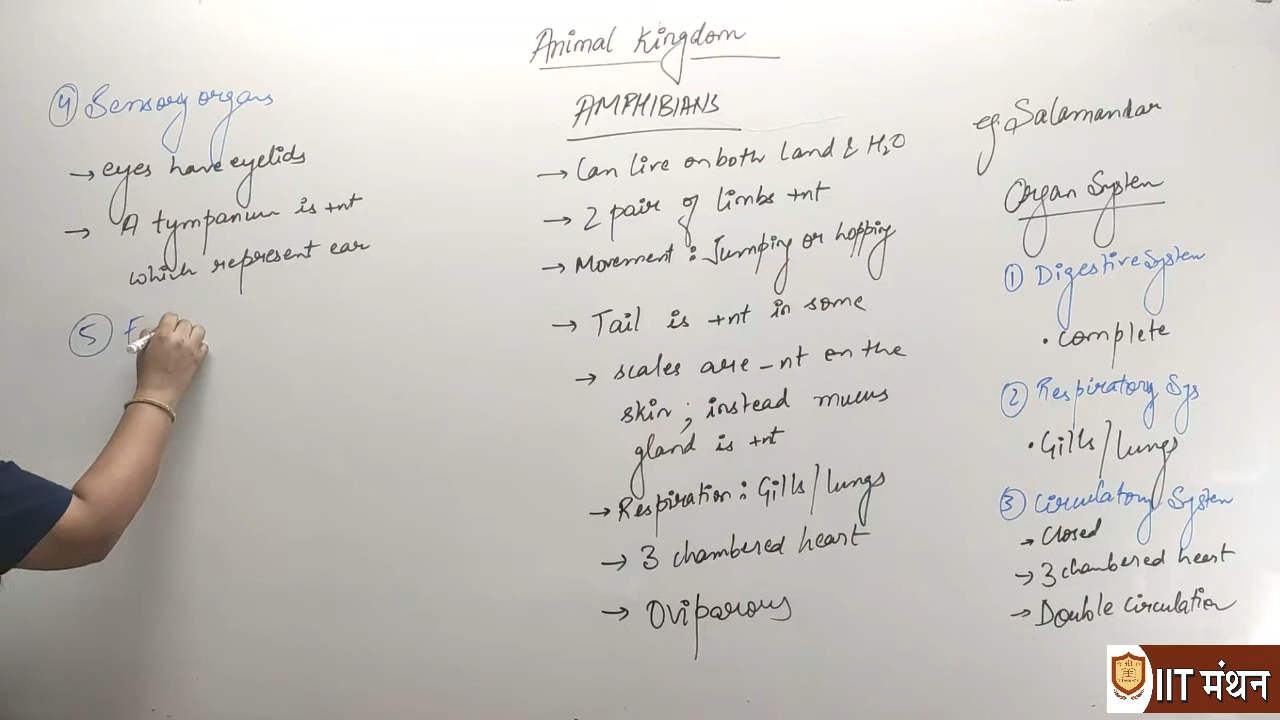 Animal Kingdom
AMPHIBIANS
→ Can live on both Land & H2O
→ 2 pair of limbs +nt
→ Movement : Jumping or hopping
→ Tail is +nt in some
→ scales are -nt on the
skin ; instead mucus
gland is +nt
→ Respiration : Gills/lungs
→ 3 chambered heart
→ Oviparous
eg. Salamandar
Organ System
① Digestive System
• complete
② Respiratory Sys
• Gills/lungs
③ Circulatory System
→ Closed
→ 3 chambered heart
→ Double circulation
④ Sensory organs
→ eyes have eyelids
→ A tympanum is +nt
which represent ear
⑤ E
IIT मंथन